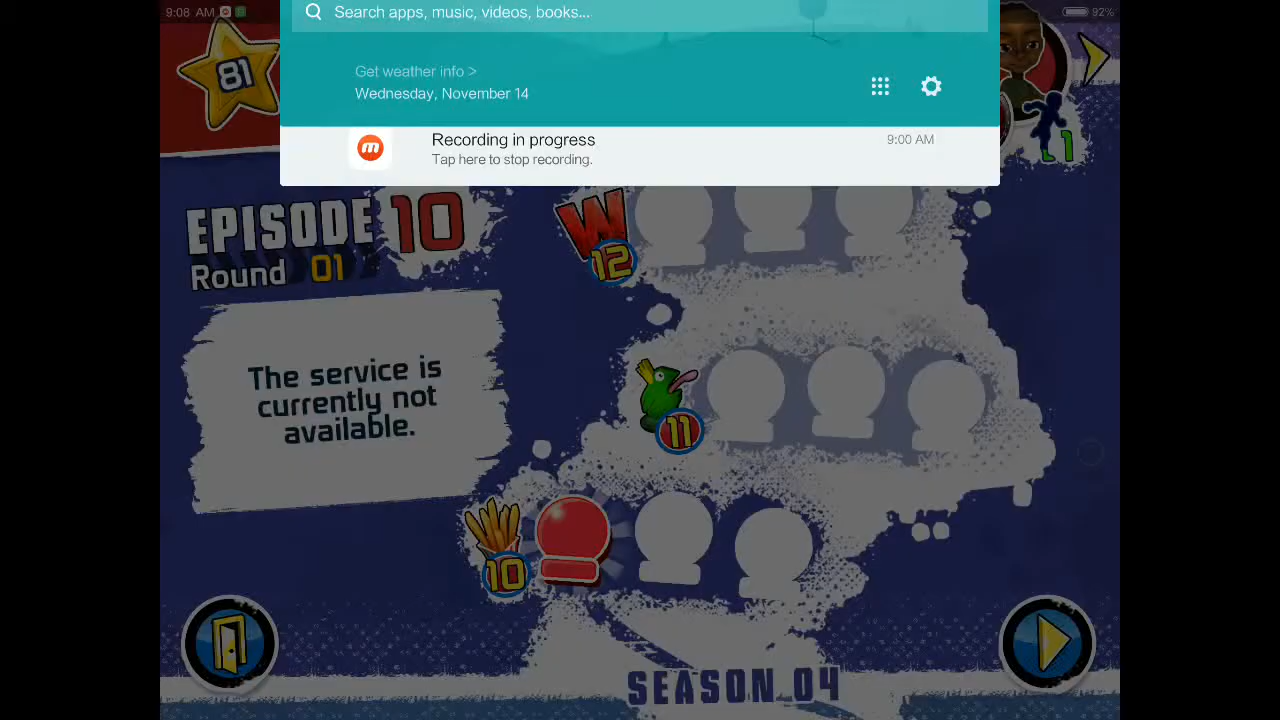 9:08 AM
92%
Search apps, music, videos, books...
Get weather info >
Wednesday, November 14
Recording in progress
9:00 AM
Tap here to stop recording.
81
1
EPISODE 10
Round 01
W
12
The service is
currently not
available.
11
10
SEASON 04